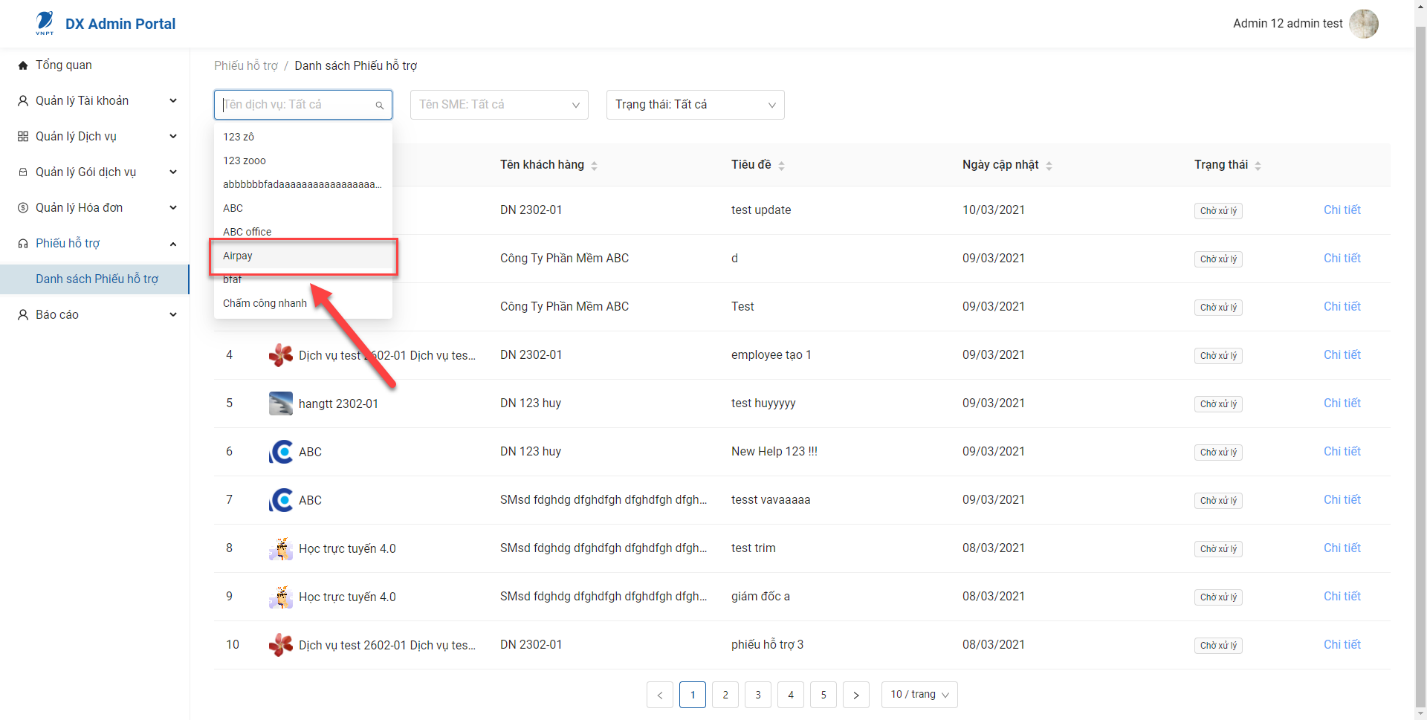 VNPT
DX Admin Portal
Admin 12 admin test
Tổng quan
Quản lý Tài khoản
Quản lý Dịch vụ
Quản lý Gói dịch vụ
Quản lý Hóa đơn
Phiếu hỗ trợ
Danh sách Phiếu hỗ trợ
Báo cáo
Phiếu hỗ trợ / Danh sách Phiếu hỗ trợ
Tên dịch vụ: Tất cả
Tên SME: Tất cả
Trạng thái: Tất cả
123 zô
123 zooo
abbbbbbfadaaaaaaaaaaaaaaaaa...
ABC
ABC office
Airpay
bfaf
Chấm công nhanh
Tên khách hàng Tiêu đề Ngày cập nhật Trạng thái
DN 2302-01 test update 10/03/2021 Chờ xử lý Chi tiết
Công Ty Phần Mềm ABC d 09/03/2021 Chờ xử lý Chi tiết
Công Ty Phần Mềm ABC Test 09/03/2021 Chờ xử lý Chi tiết
4 Dịch vụ test 2602-01 Dịch vụ tes... DN 2302-01 employee tạo 1 09/03/2021 Chờ xử lý Chi tiết
5 hangtt 2302-01 DN 123 huy test huyyyyy 09/03/2021 Chờ xử lý Chi tiết
6 ABC DN 123 huy New Help 123 !!! 09/03/2021 Chờ xử lý Chi tiết
7 ABC SMsd fdghdg dfghdfgh dfghdfgh dfgh... tesst vavaaaaa 09/03/2021 Chờ xử lý Chi tiết
8 Học trực tuyến 4.0 SMsd fdghdg dfghdfgh dfghdfgh dfgh... test trim 08/03/2021 Chờ xử lý Chi tiết
9 Học trực tuyến 4.0 SMsd fdghdg dfghdfgh dfghdfgh dfgh... giám đốc a 08/03/2021 Chờ xử lý Chi tiết
10 Dịch vụ test 2602-01 Dịch vụ tes... DN 2302-01 phiếu hỗ trợ 3 08/03/2021 Chờ xử lý Chi tiết
< 1 2 3 4 5 > 10 / trang